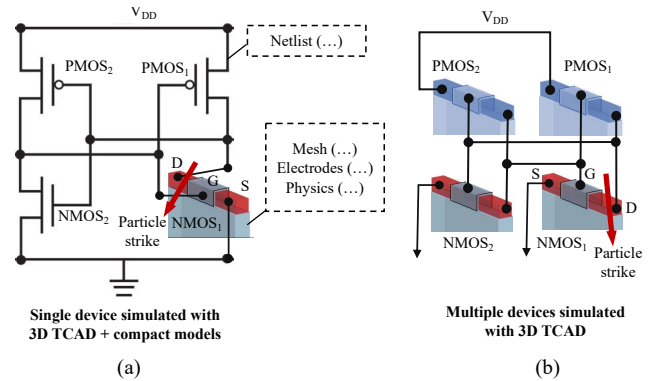 VDD
PMOS2
PMOS1
Netlist (…)
Mesh (…)
Electrodes (…)
Physics (…)
D
G
S
NMOS2
NMOS1
Particle
strike
Single device simulated with
3D TCAD + compact models
(a)
VDD
PMOS2
PMOS1
S
G
D
NMOS2
NMOS1
Particle
strike
Multiple devices simulated
with 3D TCAD
(b)